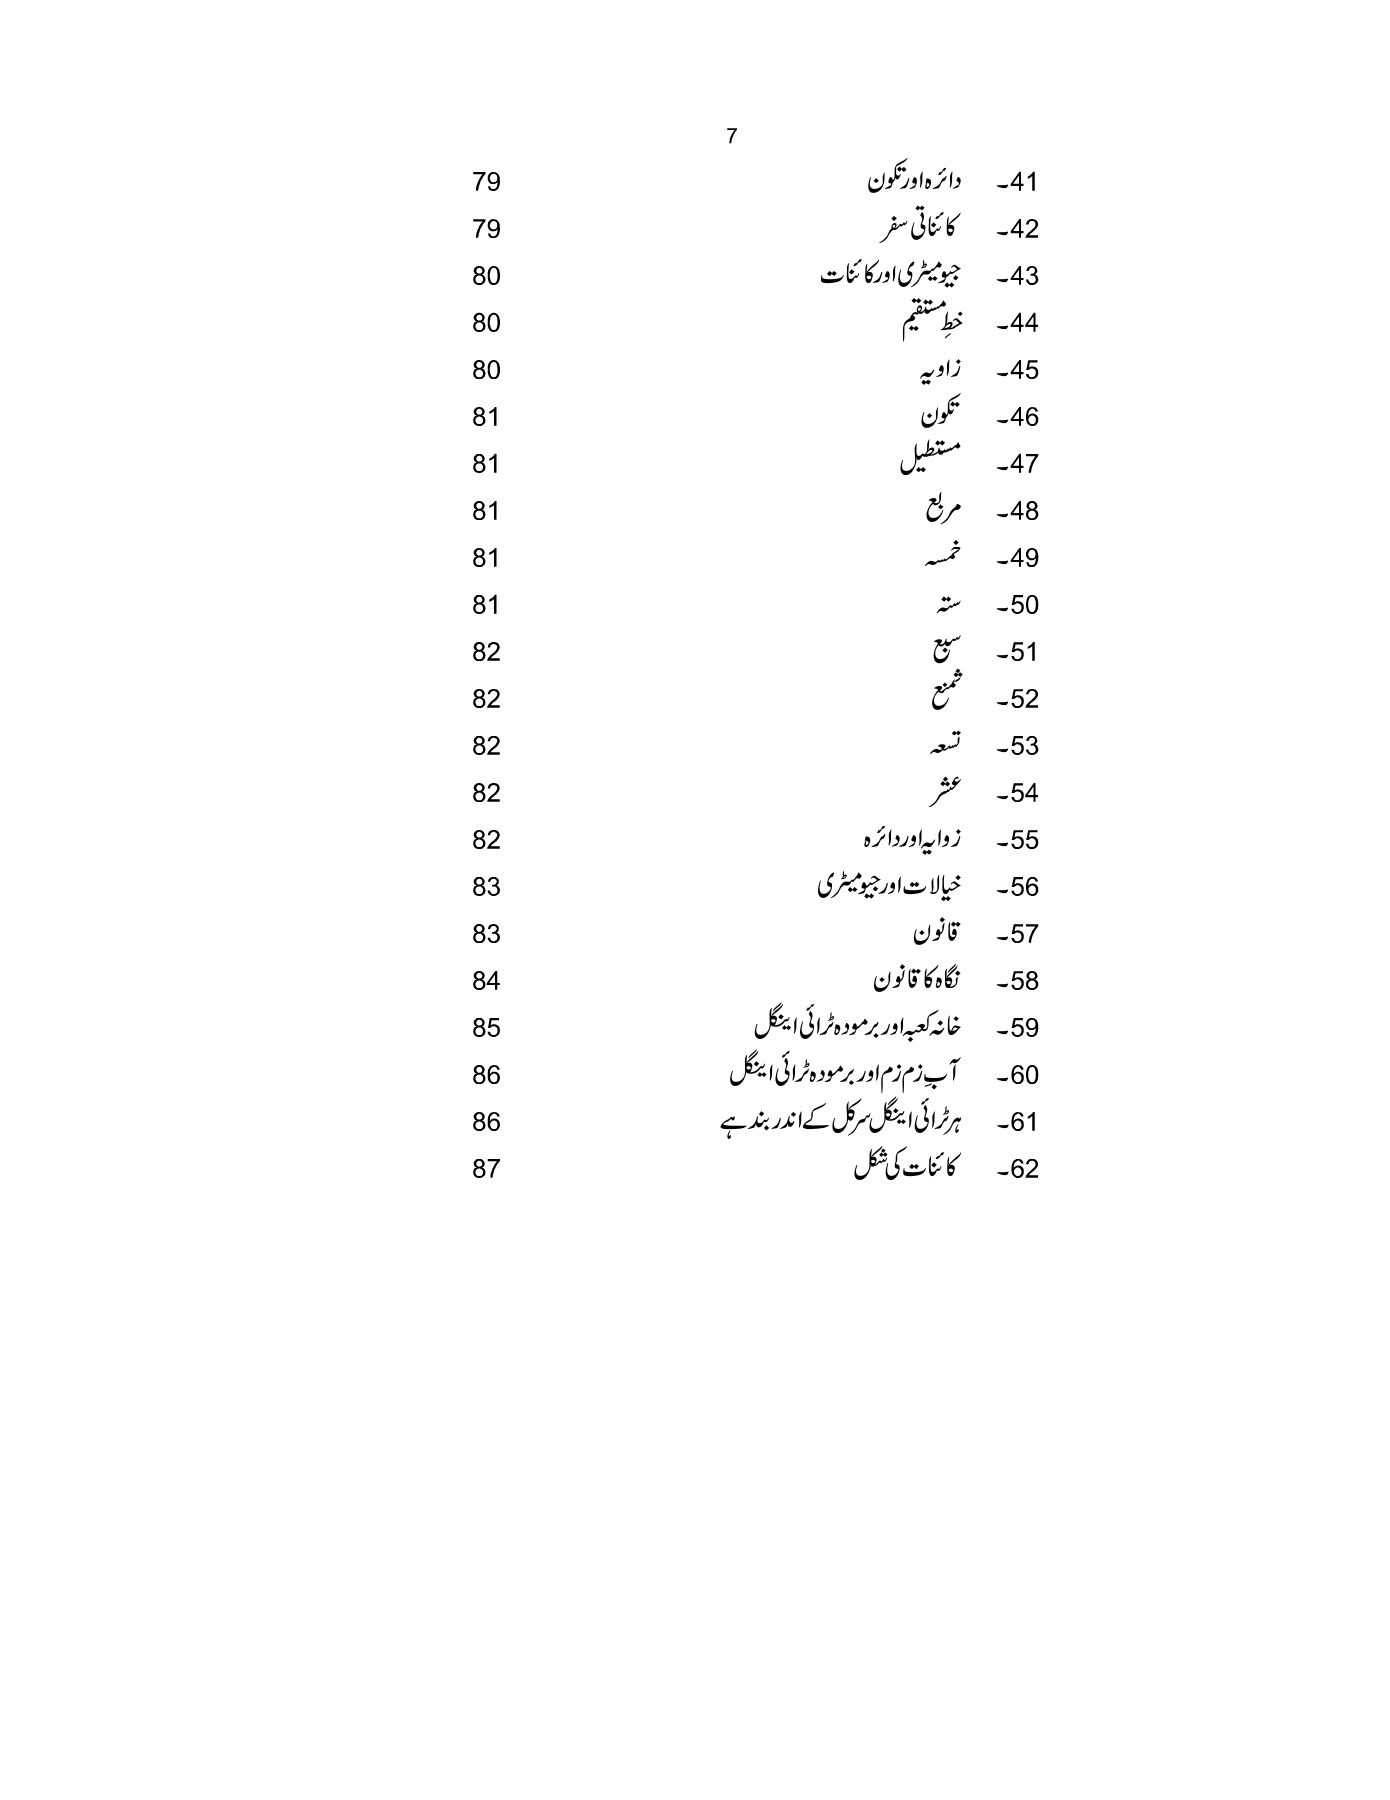 7
41۔ دائرہ اور تکون 79
42۔ کائناتی سفر 79
43۔ جیومیٹری اور کائنات 80
44۔ خطِ مستقیم 80
45۔ زاویہ 80
46۔ تکون 81
47۔ مستطیل 81
48۔ مربع 81
49۔ خمسہ 81
50۔ ستہ 81
51۔ سبع 82
52۔ ثمنع 82
53۔ تسعہ 82
54۔ عشر 82
55۔ زوایہ اور دائرہ 82
56۔ خیالات اور جیومیٹری 83
57۔ قانون 83
58۔ نگاہ کا قانون 84
59۔ خانہ کعبہ اور برمودہ ٹرائی اینگل 85
60۔ آبِ زم زم اور برمودہ ٹرائی اینگل 86
61۔ ہر ٹرائی اینگل سرکل کے اندر بند ہے 86
62۔ کائنات کی شکل 87